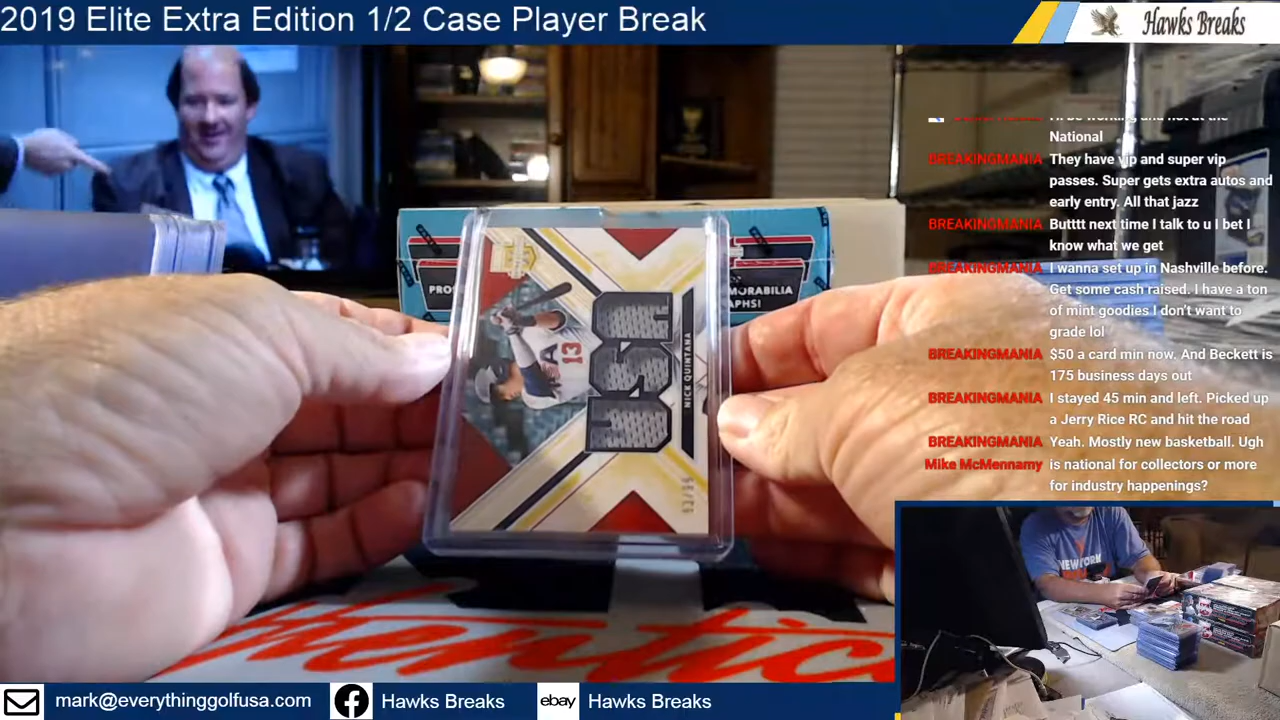 2019 Elite Extra Edition 1/2 Case Player Break
Hawks Breaks
National
BREAKINGMANIA They have vip and super vip
passes. Super gets extra autos and
early entry. All that jazz
BREAKINGMANIA Butttt next time I talk to u I bet I
know what we get
BREAKINGMANIA I wanna set up in Nashville before.
Get some cash raised. I have a ton
of mint goodies I don't want to
grade lol
BREAKINGMANIA $50 a card min now. And Beckett is
175 business days out
BREAKINGMANIA I stayed 45 min and left. Picked up
a Jerry Rice RC and hit the road
BREAKINGMANIA Yeah. Mostly new basketball. Ugh
Mike McMennamy is national for collectors or more
for industry happenings?
USA
13
NICK QUINTANA
NEW YORK
mark@everythinggolfusa.com
Hawks Breaks
ebay
Hawks Breaks